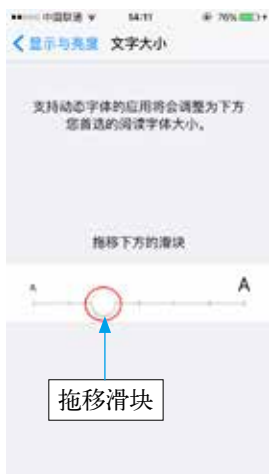 中国联通 14:11 76%
显示与亮度 文字大小
支持动态字体的应用将会调整为下方
您首选的阅读字体大小。
拖移下方的滑块
A A
拖移滑块